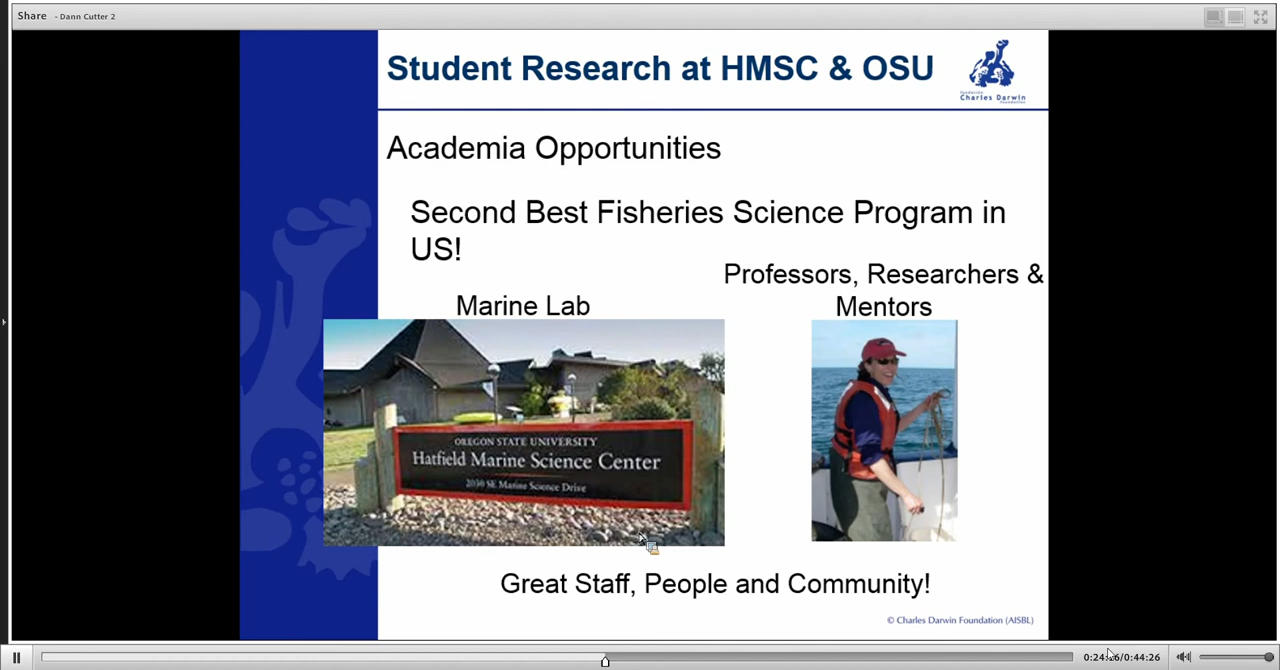 Share - Dann Cutter 2
Student Research at HMSC & OSU
Charles Darwin
Academia Opportunities
Second Best Fisheries Science Program in
US!
Professors, Researchers &
Mentors
Marine Lab
OREGON STATE UNIVERSITY
Hatfield Marine Science Center
2030 SE Marine Science Drive
Great Staff, People and Community!
© Charles Darwin Foundation (AISBL)
/0:44:26